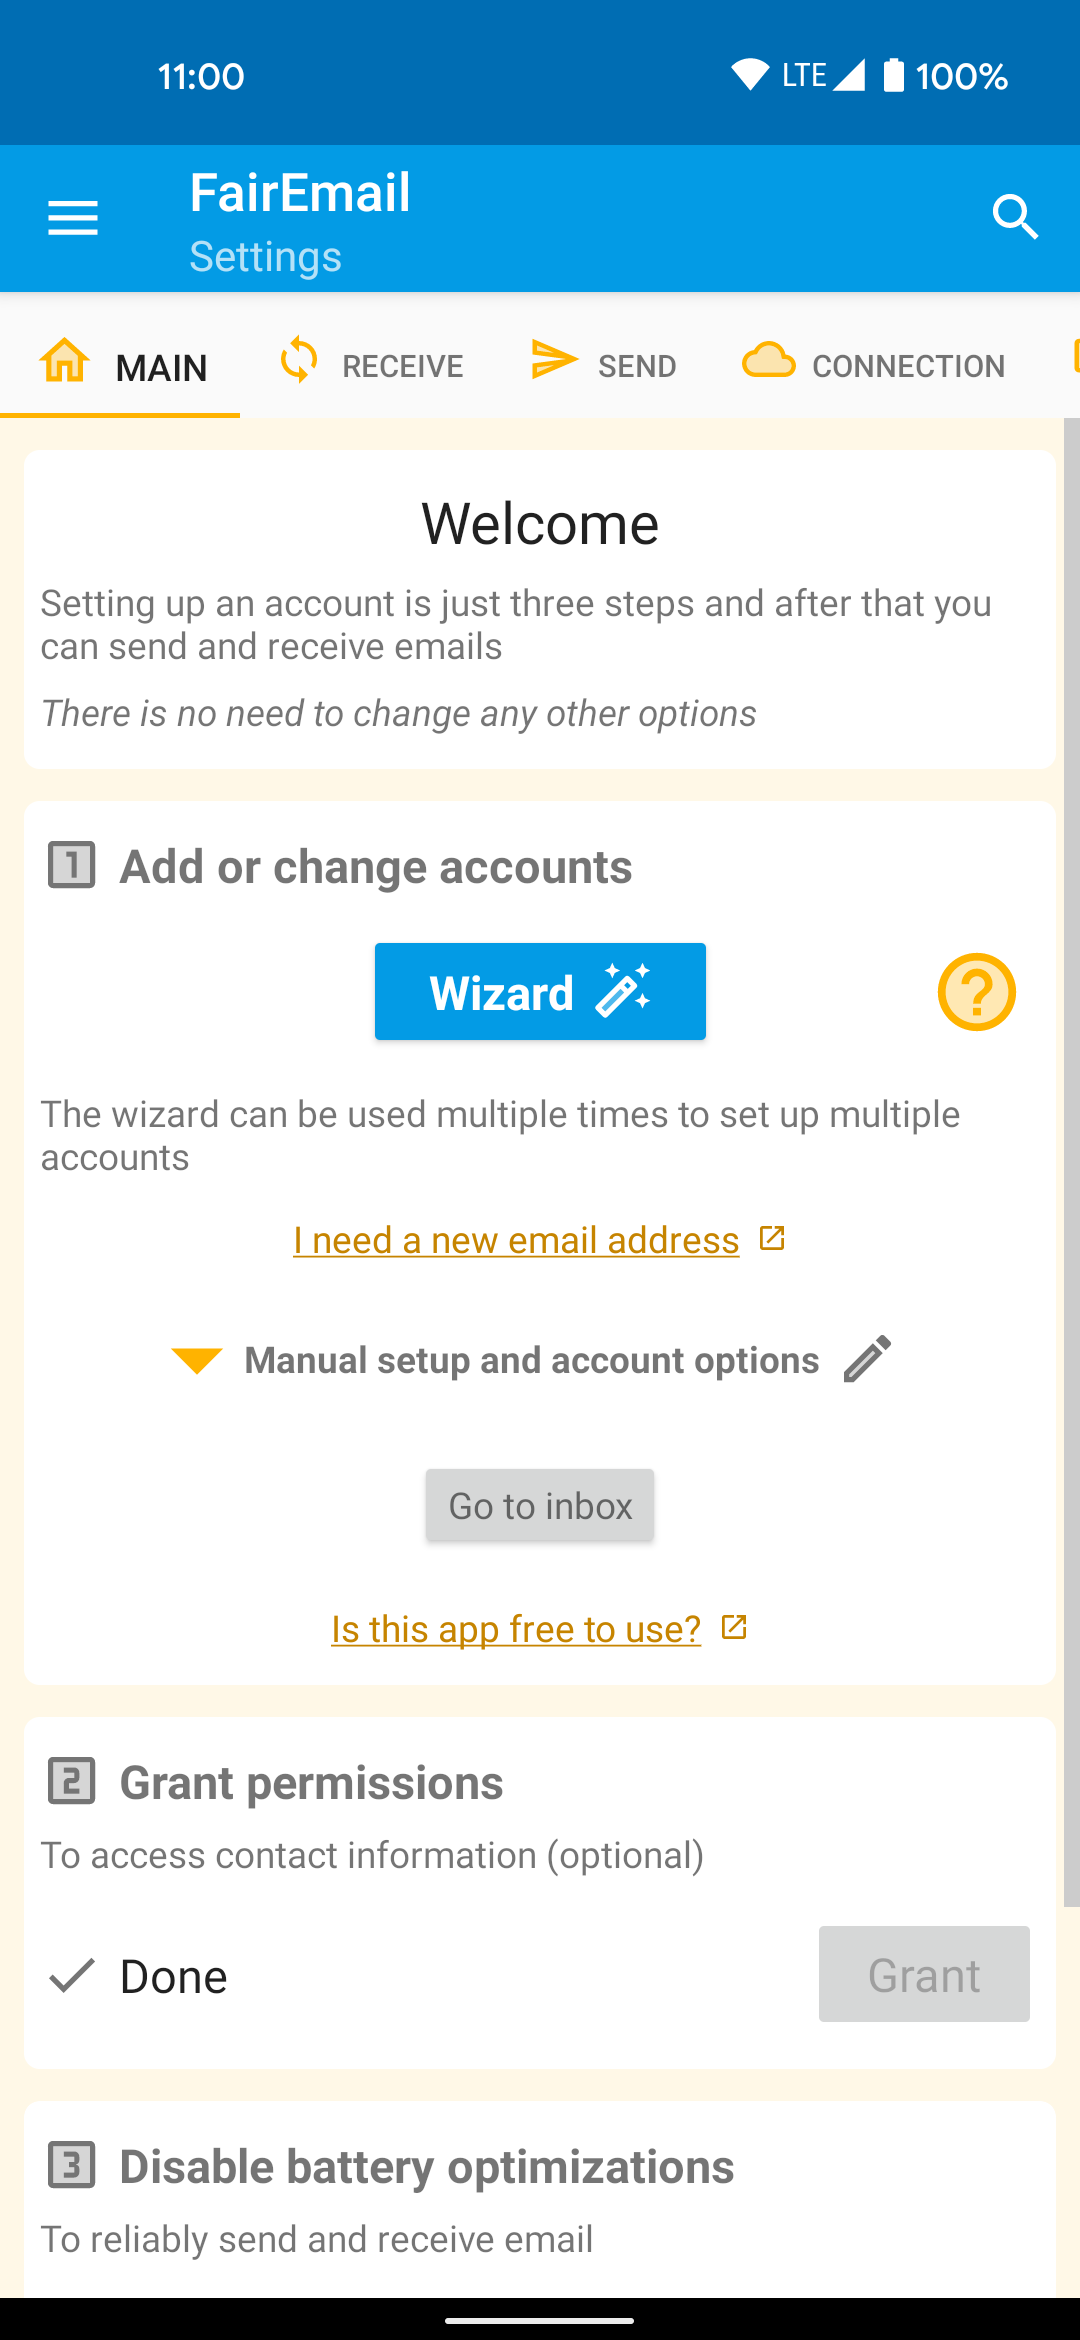 11:00
LTE 100%
FairEmail
Settings
MAIN RECEIVE SEND CONNECTION
Welcome
Setting up an account is just three steps and after that you
can send and receive emails
There is no need to change any other options
1 Add or change accounts
Wizard
?
The wizard can be used multiple times to set up multiple
accounts
I need a new email address
Manual setup and account options
Go to inbox
Is this app free to use?
2 Grant permissions
To access contact information (optional)
Done
Grant
3 Disable battery optimizations
To reliably send and receive email